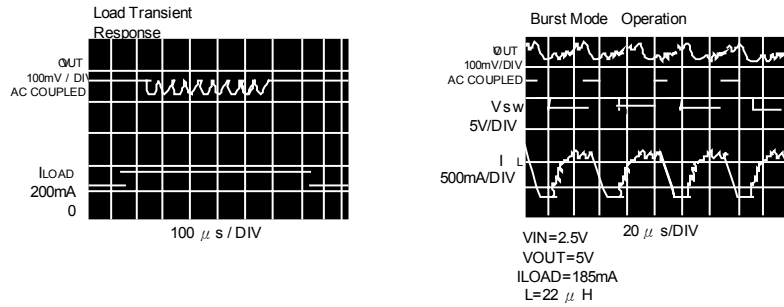 Load Transient
Response
VOUT
100mV / DIV
AC COUPLED
ILOAD
200mA
0
100 μ s / DIV
Burst Mode Operation
VOUT
100mV/DIV
AC COUPLED
Vsw
5V/DIV
I L
500mA/DIV
20 μ s/DIV
VIN=2.5V
VOUT=5V
ILOAD=185mA
L=22 μ H